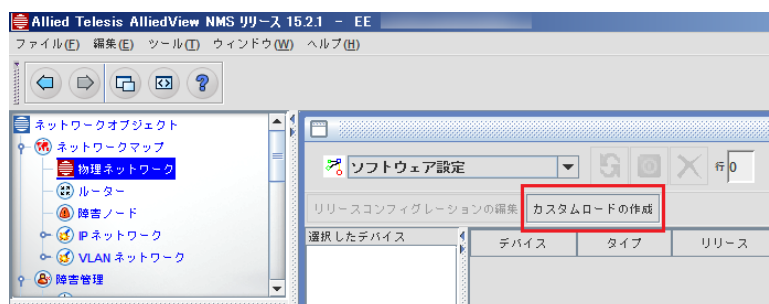 Allied Telesis AlliedView NMS リリース 15.2.1 - EE
ファイル(F) 編集(E) ツール(T) ウィンドウ(W) ヘルプ(H)
ネットワークオブジェクト
ネットワークマップ
物理ネットワーク
ルーター
障害ノード
IP ネットワーク
VLAN ネットワーク
障害管理
ソフトウェア設定
行 0
リリースコンフィグレーションの編集 カスタムロードの作成
選択したデバイス
デバイス タイプ リリース